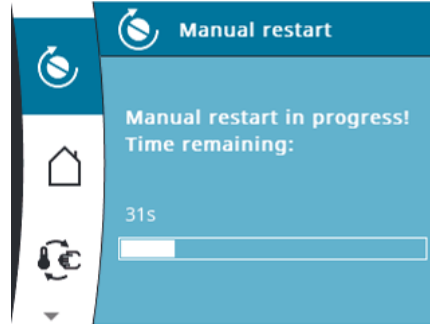 Manual restart
Manual restart in progress!
Time remaining:
31s